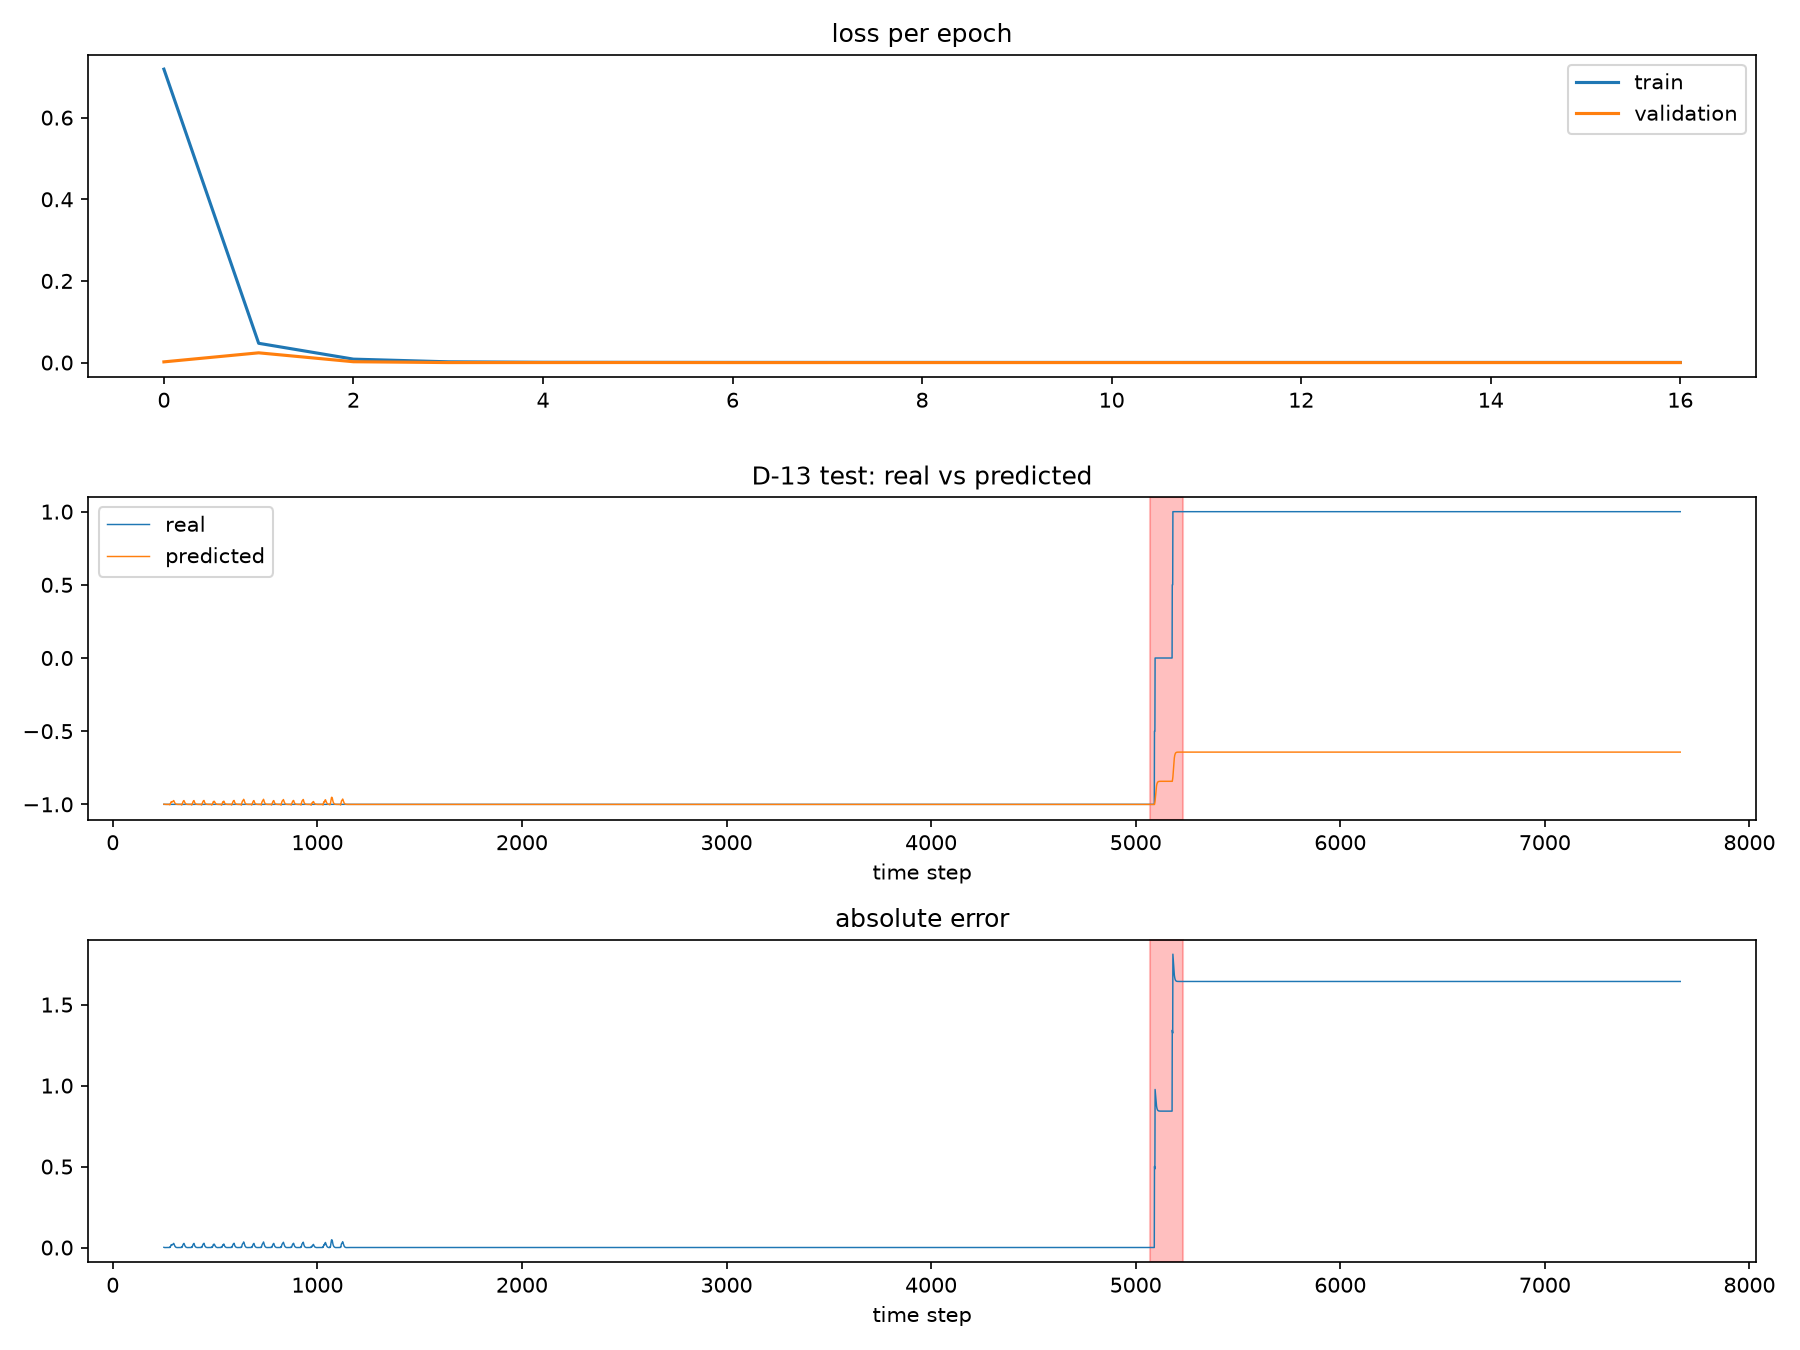 loss per epoch
train
validation
0.6
0.4
0.2
0.0
0 2 4 6 8 10 12 14 16
D-13 test: real vs predicted
real
predicted
1.0
0.5
0.0
−0.5
−1.0
0 1000 2000 3000 4000 5000 6000 7000 8000
time step
absolute error
1.5
1.0
0.5
0.0
0 1000 2000 3000 4000 5000 6000 7000 8000
time step